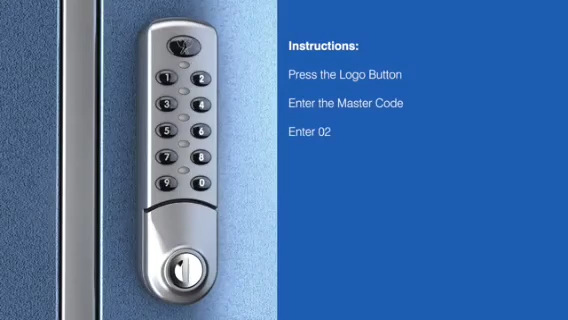 1 2
3 4
5 6
7 8
9 0
Instructions:
Press the Logo Button
Enter the Master Code
Enter 02